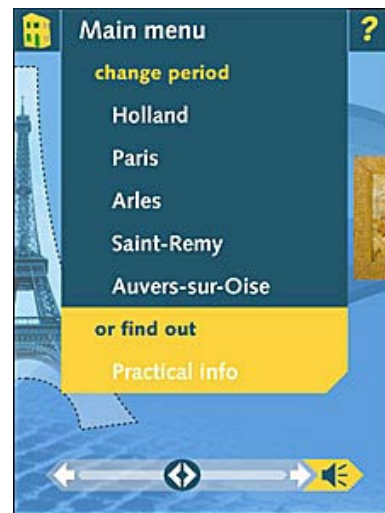 Main menu
?
change period
Holland
Paris
Arles
Saint-Remy
Auvers-sur-Oise
or find out
Practical info